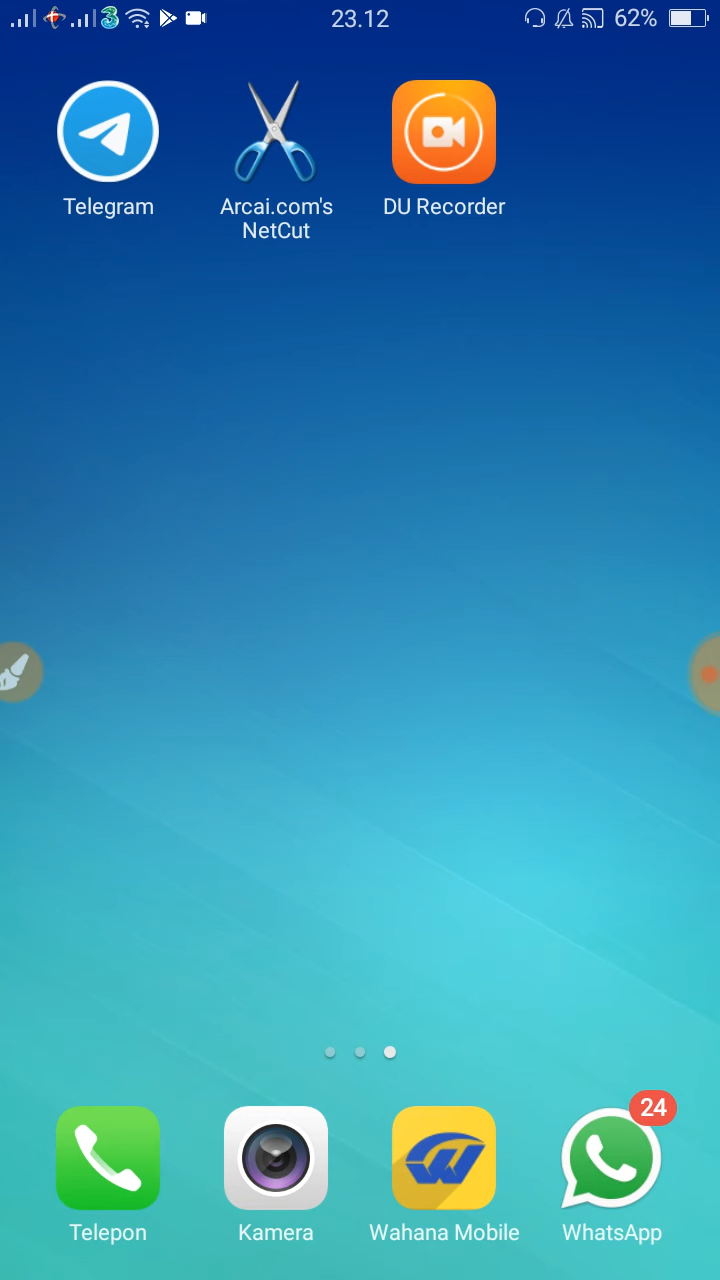 23.12
62%
Telegram
Arcai.com's
NetCut
DU Recorder
24
Telepon
Kamera
Wahana Mobile
WhatsApp